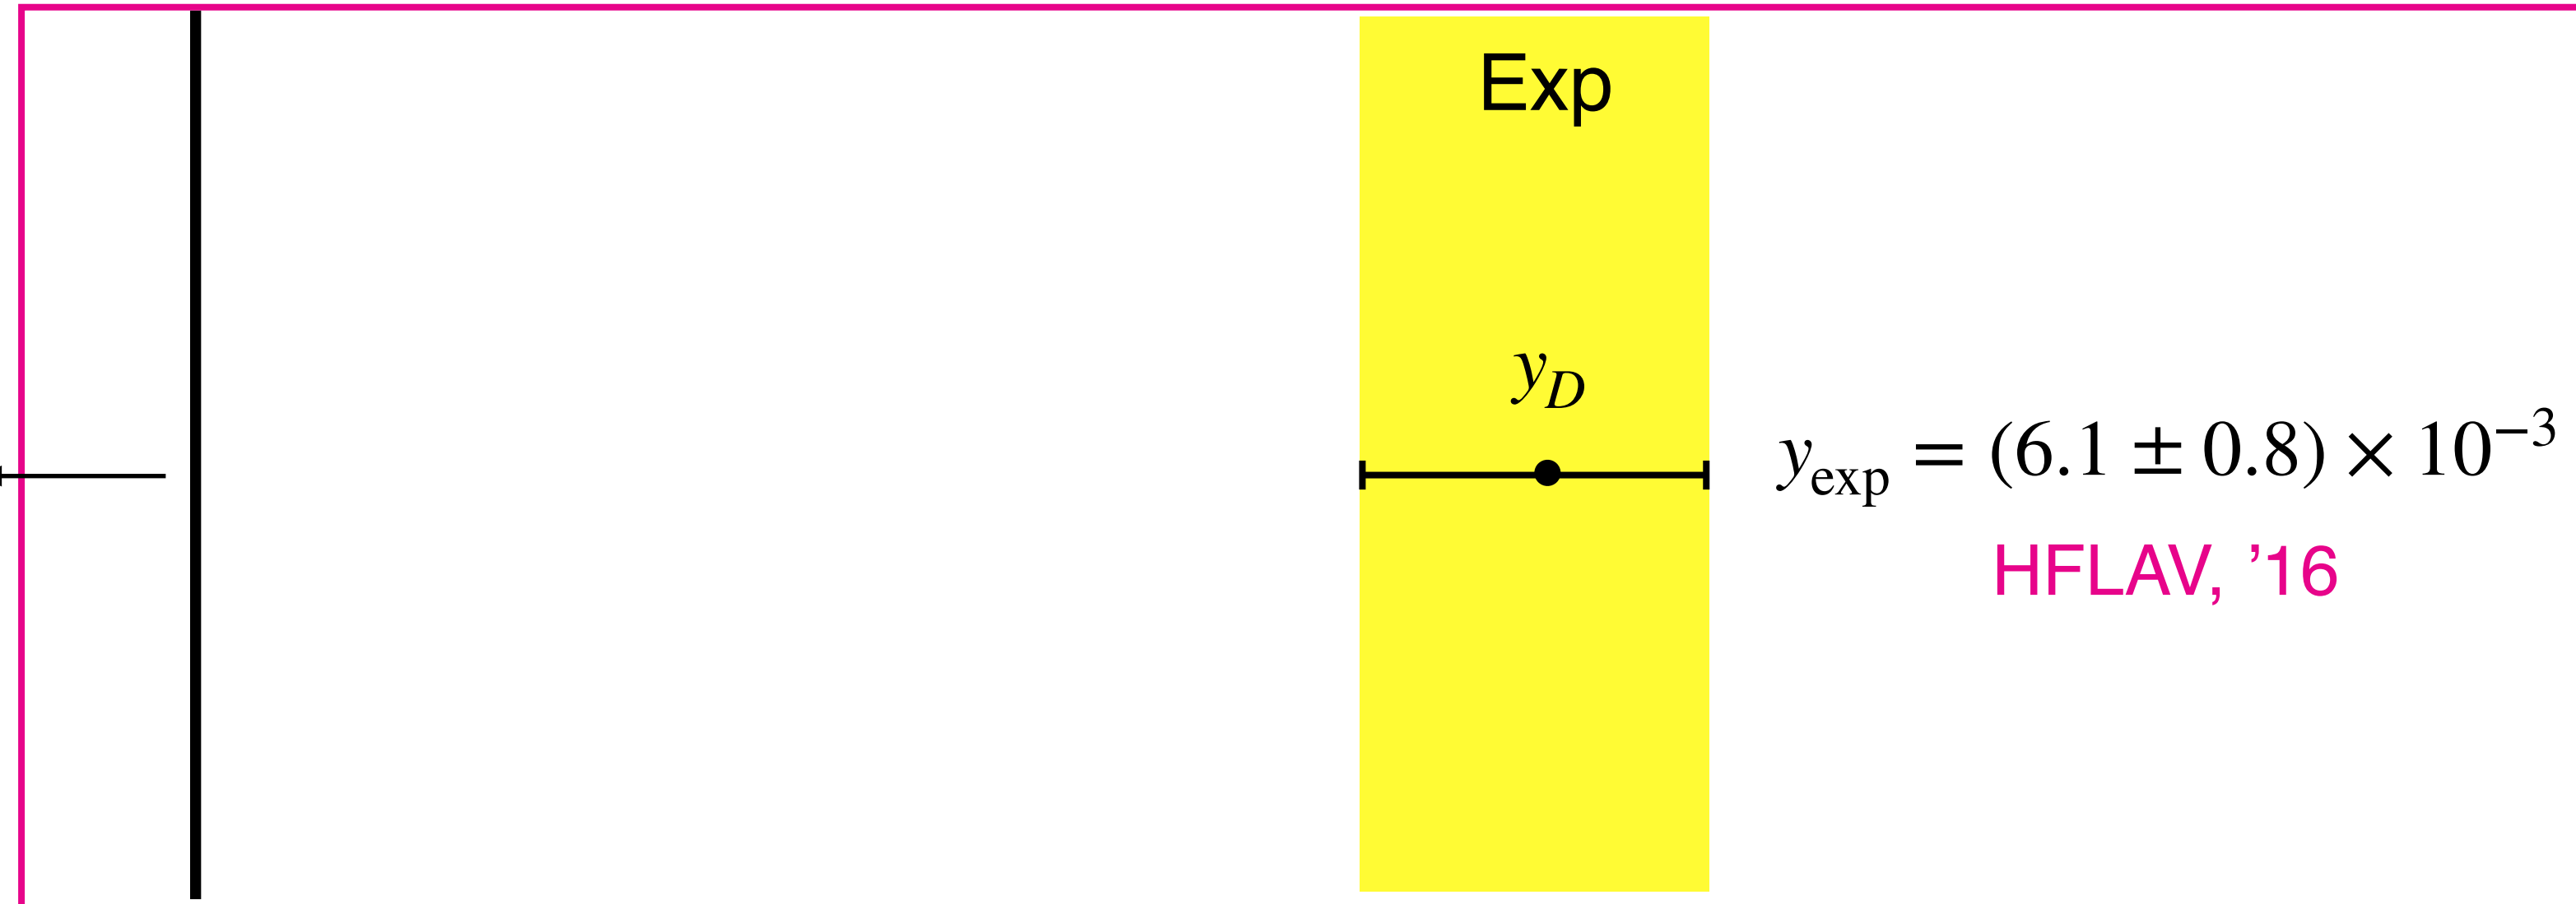 Exp
y_D
y_exp = (6.1 ± 0.8) × 10⁻³
HFLAV, ’16